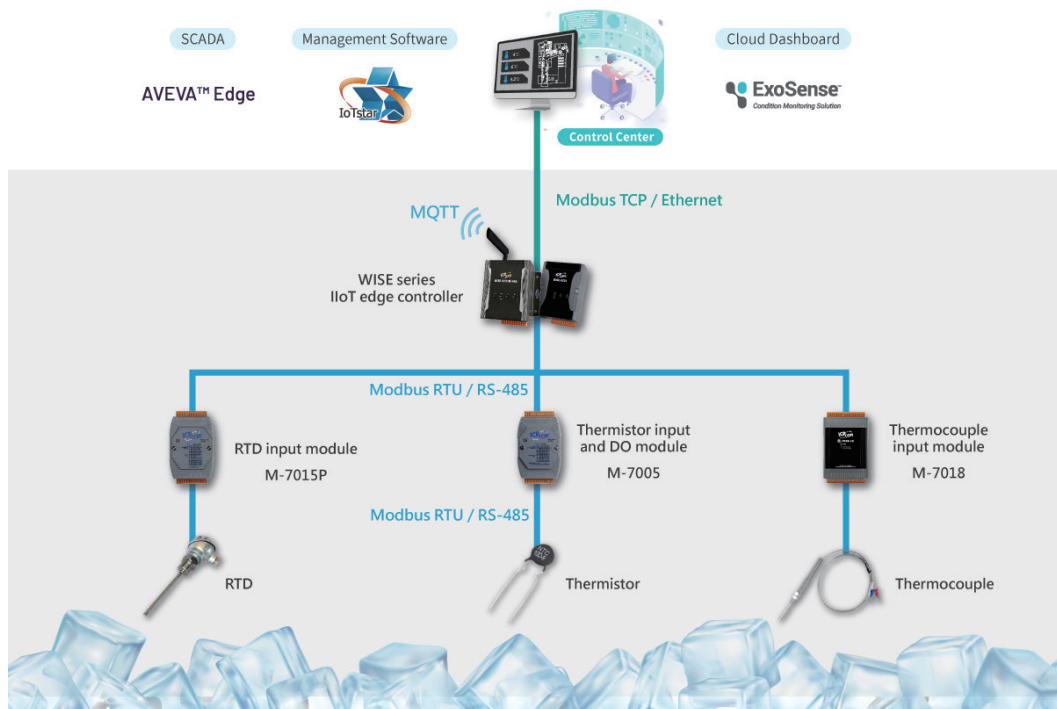 SCADA
Management Software
Cloud Dashboard
AVEVA™ Edge
IoTstar
ExoSense™
Condition Monitoring Solution
Control Center
Modbus TCP / Ethernet
MQTT
WISE series
IIoT edge controller
Modbus RTU / RS-485
RTD input module
M-7015P
Thermistor input
and DO module
M-7005
Thermocouple
input module
M-7018
Modbus RTU / RS-485
RTD
NTC
Thermistor
Thermocouple